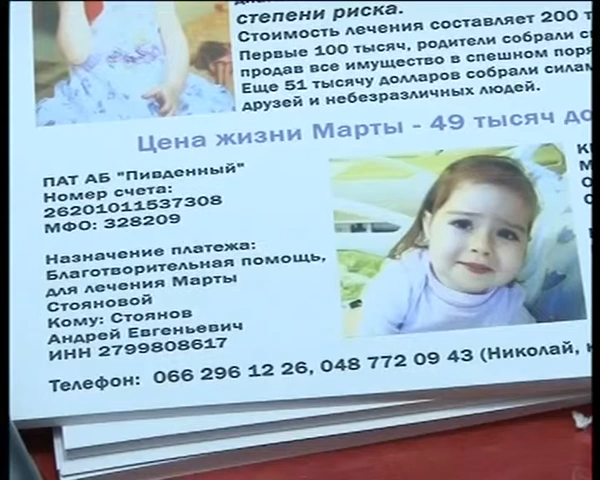 степени риска.
Стоимость лечения составляет 200
Первые 100 тысяч, родители собрали
продав все имущество в спешном
Еще 51 тысячу долларов собрали
друзей и небезразличных людей.
Цена жизни Марты - 49 тысяч
ПАТ АБ "Пивденный"
Номер счета:
26201011537308
МФО: 328209
Назначение платежа:
Благотворительная помощь,
для лечения Марты
Стояновой
Кому: Стоянов
Андрей Евгеньевич
ИНН 2799808617
Телефон: 066 296 12 26, 048 772 09 43 (Николай,